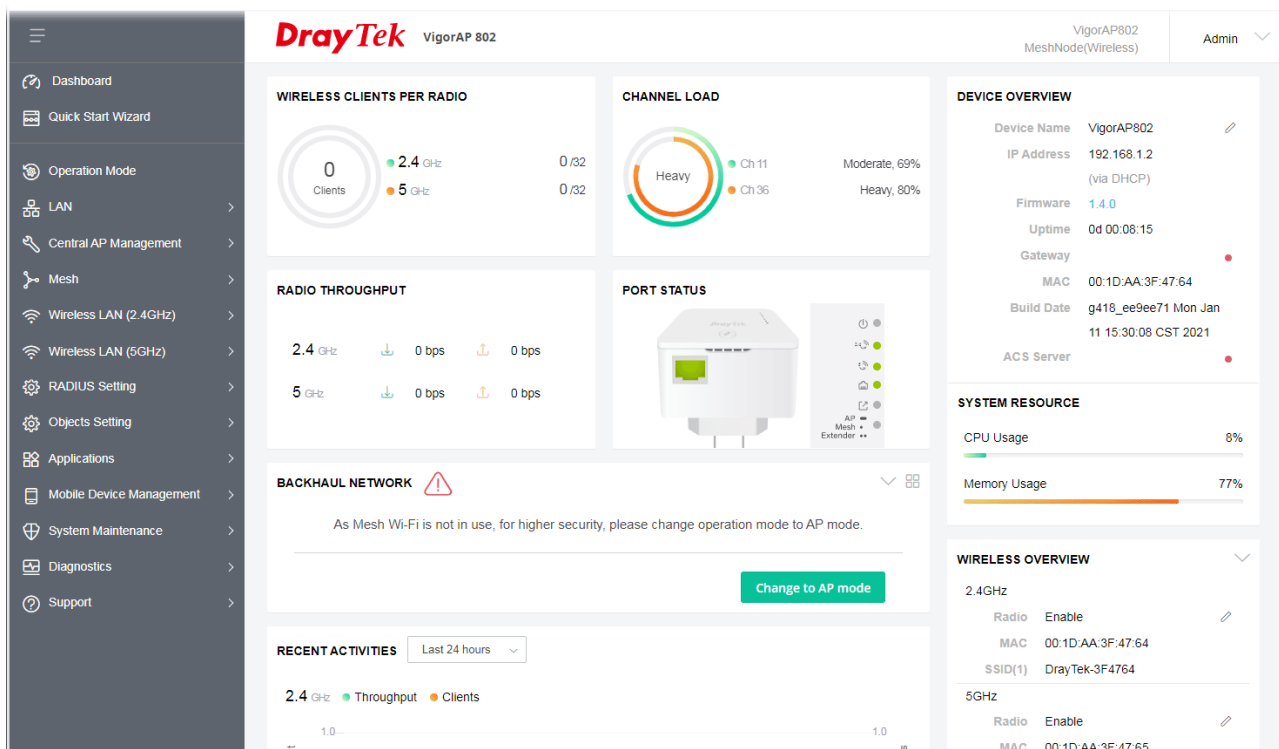 DrayTek VigorAP 802
VigorAP802
MeshNode(Wireless)
Admin
Dashboard
Quick Start Wizard
Operation Mode
LAN
Central AP Management
Mesh
Wireless LAN (2.4GHz)
Wireless LAN (5GHz)
RADIUS Setting
Objects Setting
Applications
Mobile Device Management
System Maintenance
Diagnostics
Support
WIRELESS CLIENTS PER RADIO
0
Clients
2.4 GHz 0 /32
5 GHz 0 /32
CHANNEL LOAD
Heavy
Ch 11 Moderate, 69%
Ch 36 Heavy, 80%
RADIO THROUGHPUT
2.4 GHz 0 bps 0 bps
5 GHz 0 bps 0 bps
PORT STATUS
DrayTek
AP
Mesh
Extender
BACKHAUL NETWORK
As Mesh Wi-Fi is not in use, for higher security, please change operation mode to AP mode.
Change to AP mode
RECENT ACTIVITIES Last 24 hours
2.4 GHz Throughput Clients
1.0 1.0
DEVICE OVERVIEW
Device Name VigorAP802
IP Address 192.168.1.2
(via DHCP)
Firmware 1.4.0
Uptime 0d 00:08:15
Gateway
MAC 00:1D:AA:3F:47:64
Build Date g418_ee9ee71 Mon Jan
11 15:30:08 CST 2021
ACS Server
SYSTEM RESOURCE
CPU Usage 8%
Memory Usage 77%
WIRELESS OVERVIEW
2.4GHz
Radio Enable
MAC 00:1D:AA:3F:47:64
SSID(1) DrayTek-3F4764
5GHz
Radio Enable
MAC 00:1D:AA:3F:47:65